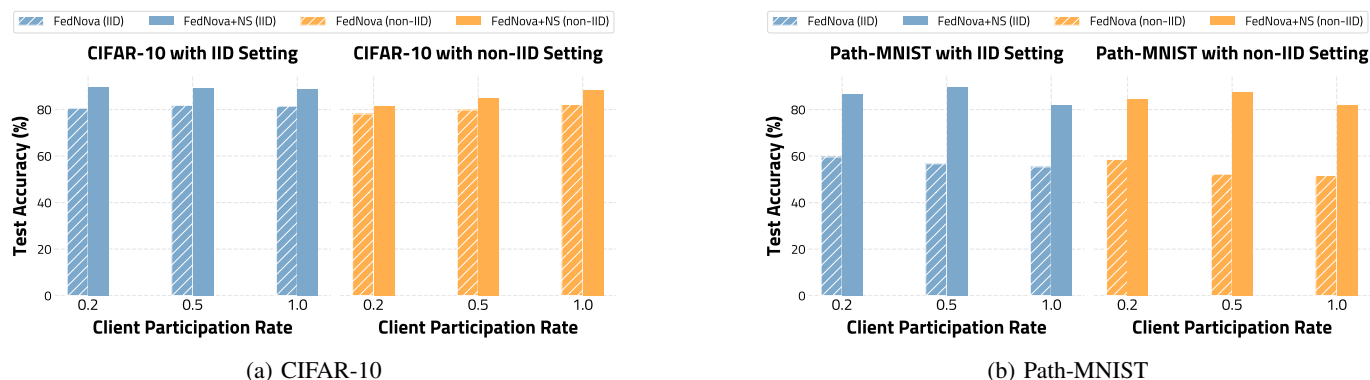 FedNova (IID) FedNova+NS (IID) FedNova (non-IID) FedNova+NS (non-IID)
CIFAR-10 with IID Setting CIFAR-10 with non-IID Setting
Test Accuracy (%)
80
60
40
20
0
0.2 0.5 1.0 0.2 0.5 1.0
Client Participation Rate Client Participation Rate
(a) CIFAR-10
FedNova (IID) FedNova+NS (IID) FedNova (non-IID) FedNova+NS (non-IID)
Path-MNIST with IID Setting Path-MNIST with non-IID Setting
Test Accuracy (%)
80
60
40
20
0
0.2 0.5 1.0 0.2 0.5 1.0
Client Participation Rate Client Participation Rate
(b) Path-MNIST